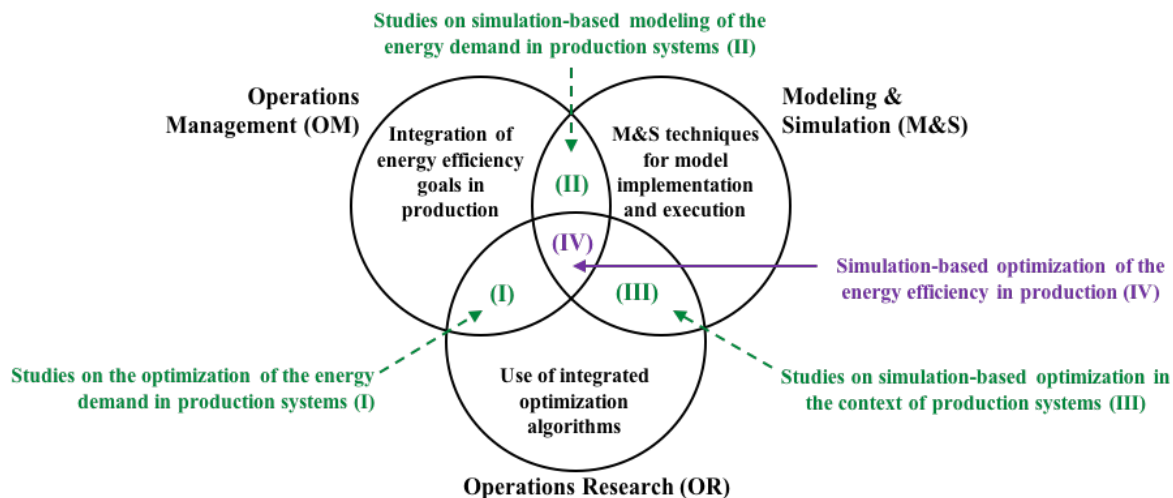 Studies on simulation-based modeling of the
energy demand in production systems (II)
Operations
Management (OM)
Modeling &
Simulation (M&S)
Integration of
energy efficiency
goals in
production
M&S techniques
for model
implementation
and execution
(II)
(IV)
(I)
(III)
Simulation-based optimization of the
energy efficiency in production (IV)
Studies on the optimization of the energy
demand in production systems (I)
Use of integrated
optimization
algorithms
Studies on simulation-based optimization in
the context of production systems (III)
Operations Research (OR)